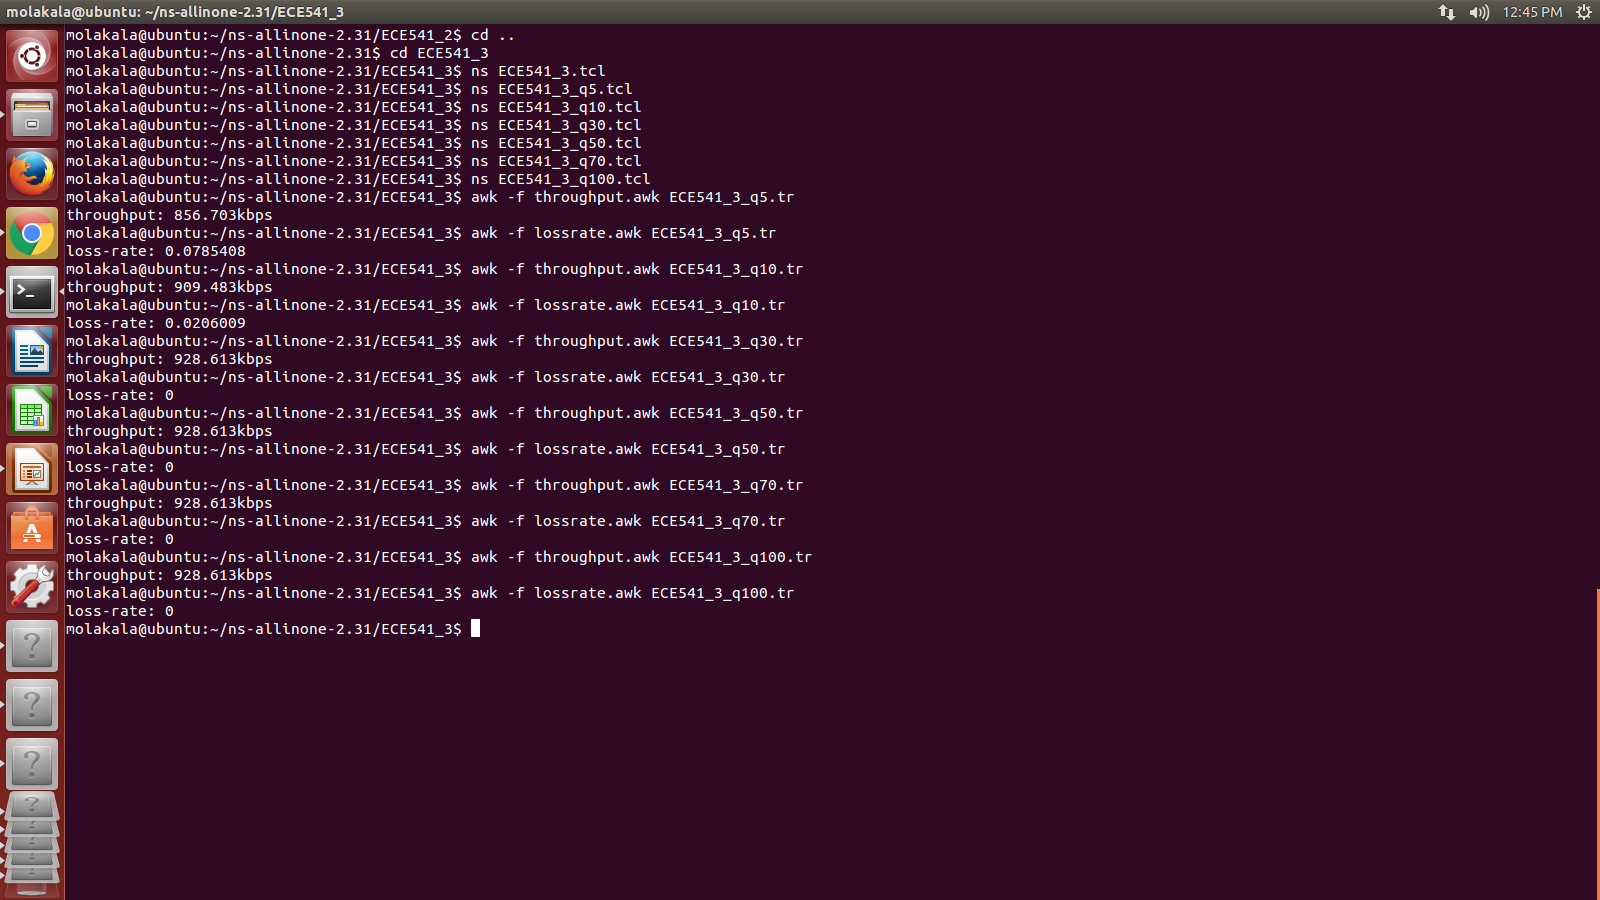 molakala@ubuntu: ~/ns-allinone-2.31/ECE541_3
12:45 PM
molakala@ubuntu:~/ns-allinone-2.31/ECE541_2$ cd ..
molakala@ubuntu:~/ns-allinone-2.31$ cd ECE541_3
molakala@ubuntu:~/ns-allinone-2.31/ECE541_3$ ns ECE541_3.tcl
molakala@ubuntu:~/ns-allinone-2.31/ECE541_3$ ns ECE541_3_q5.tcl
molakala@ubuntu:~/ns-allinone-2.31/ECE541_3$ ns ECE541_3_q10.tcl
molakala@ubuntu:~/ns-allinone-2.31/ECE541_3$ ns ECE541_3_q30.tcl
molakala@ubuntu:~/ns-allinone-2.31/ECE541_3$ ns ECE541_3_q50.tcl
molakala@ubuntu:~/ns-allinone-2.31/ECE541_3$ ns ECE541_3_q70.tcl
molakala@ubuntu:~/ns-allinone-2.31/ECE541_3$ ns ECE541_3_q100.tcl
molakala@ubuntu:~/ns-allinone-2.31/ECE541_3$ awk -f throughput.awk ECE541_3_q5.tr
throughput: 856.703kbps
molakala@ubuntu:~/ns-allinone-2.31/ECE541_3$ awk -f lossrate.awk ECE541_3_q5.tr
loss-rate: 0.0785408
molakala@ubuntu:~/ns-allinone-2.31/ECE541_3$ awk -f throughput.awk ECE541_3_q10.tr
throughput: 909.483kbps
molakala@ubuntu:~/ns-allinone-2.31/ECE541_3$ awk -f lossrate.awk ECE541_3_q10.tr
loss-rate: 0.0206009
molakala@ubuntu:~/ns-allinone-2.31/ECE541_3$ awk -f throughput.awk ECE541_3_q30.tr
throughput: 928.613kbps
molakala@ubuntu:~/ns-allinone-2.31/ECE541_3$ awk -f lossrate.awk ECE541_3_q30.tr
loss-rate: 0
molakala@ubuntu:~/ns-allinone-2.31/ECE541_3$ awk -f throughput.awk ECE541_3_q50.tr
throughput: 928.613kbps
molakala@ubuntu:~/ns-allinone-2.31/ECE541_3$ awk -f lossrate.awk ECE541_3_q50.tr
loss-rate: 0
molakala@ubuntu:~/ns-allinone-2.31/ECE541_3$ awk -f throughput.awk ECE541_3_q70.tr
throughput: 928.613kbps
molakala@ubuntu:~/ns-allinone-2.31/ECE541_3$ awk -f lossrate.awk ECE541_3_q70.tr
loss-rate: 0
molakala@ubuntu:~/ns-allinone-2.31/ECE541_3$ awk -f throughput.awk ECE541_3_q100.tr
throughput: 928.613kbps
molakala@ubuntu:~/ns-allinone-2.31/ECE541_3$ awk -f lossrate.awk ECE541_3_q100.tr
loss-rate: 0
molakala@ubuntu:~/ns-allinone-2.31/ECE541_3$